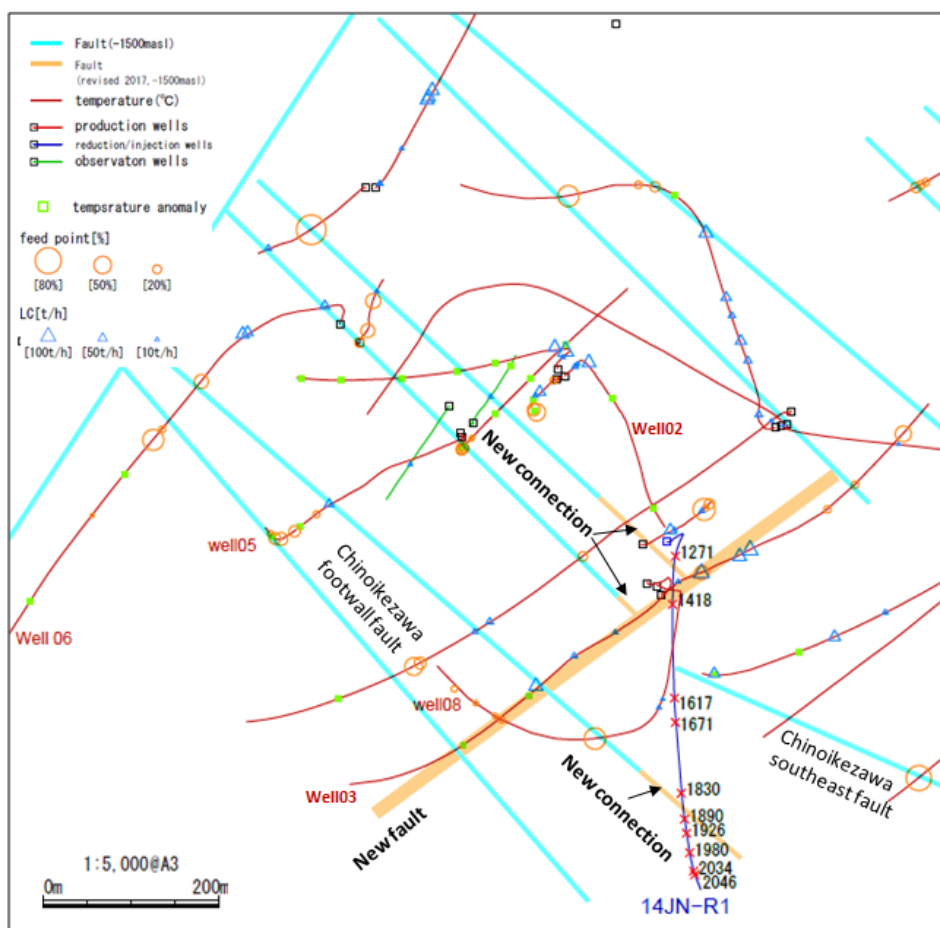 Fault(-1500masl)
Fault
(revised 2017, -1500masl)
temperature(℃)
production wells
reduction/injection wells
observaton wells
tempsrature anomaly
feed point[%]
[80%] [50%] [20%]
LC[t/h]
[100t/h] [50t/h] [10t/h]
Well02
New connection
well05
1271
1418
Chinoikezawa
footwall fault
Well 06
well08
1617
1671
Chinoikezawa
southeast fault
Well03
New fault
New connection
1830
1890
1926
1980
2034
2046
1:5,000@A3
0m 200m
14JN-R1